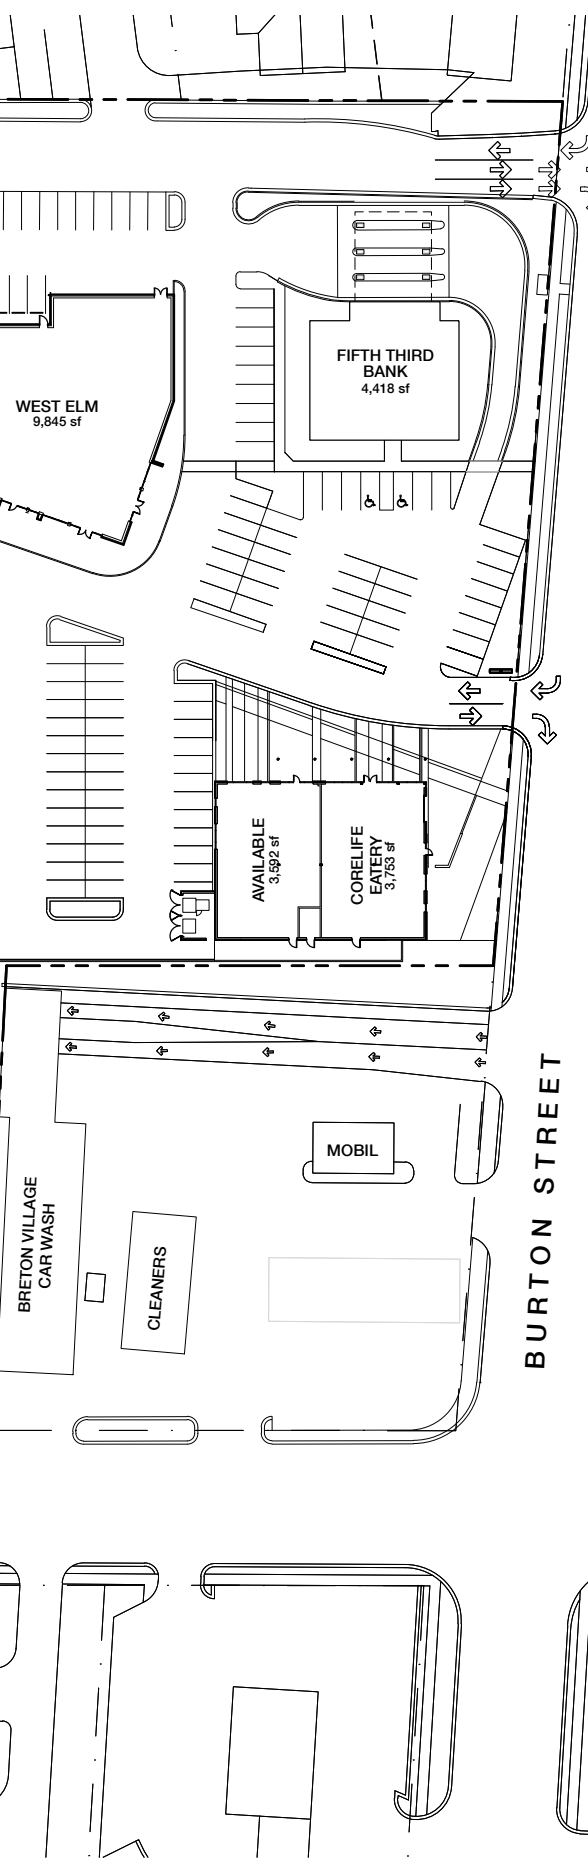 FIFTH THIRD
BANK
4,418 sf
WEST ELM
9,845 sf
AVAILABLE
3,592 sf
CORELIFE
EATERY
3,753 sf
MOBIL
BRETON VILLAGE
CAR WASH
CLEANERS
BURTON STREET